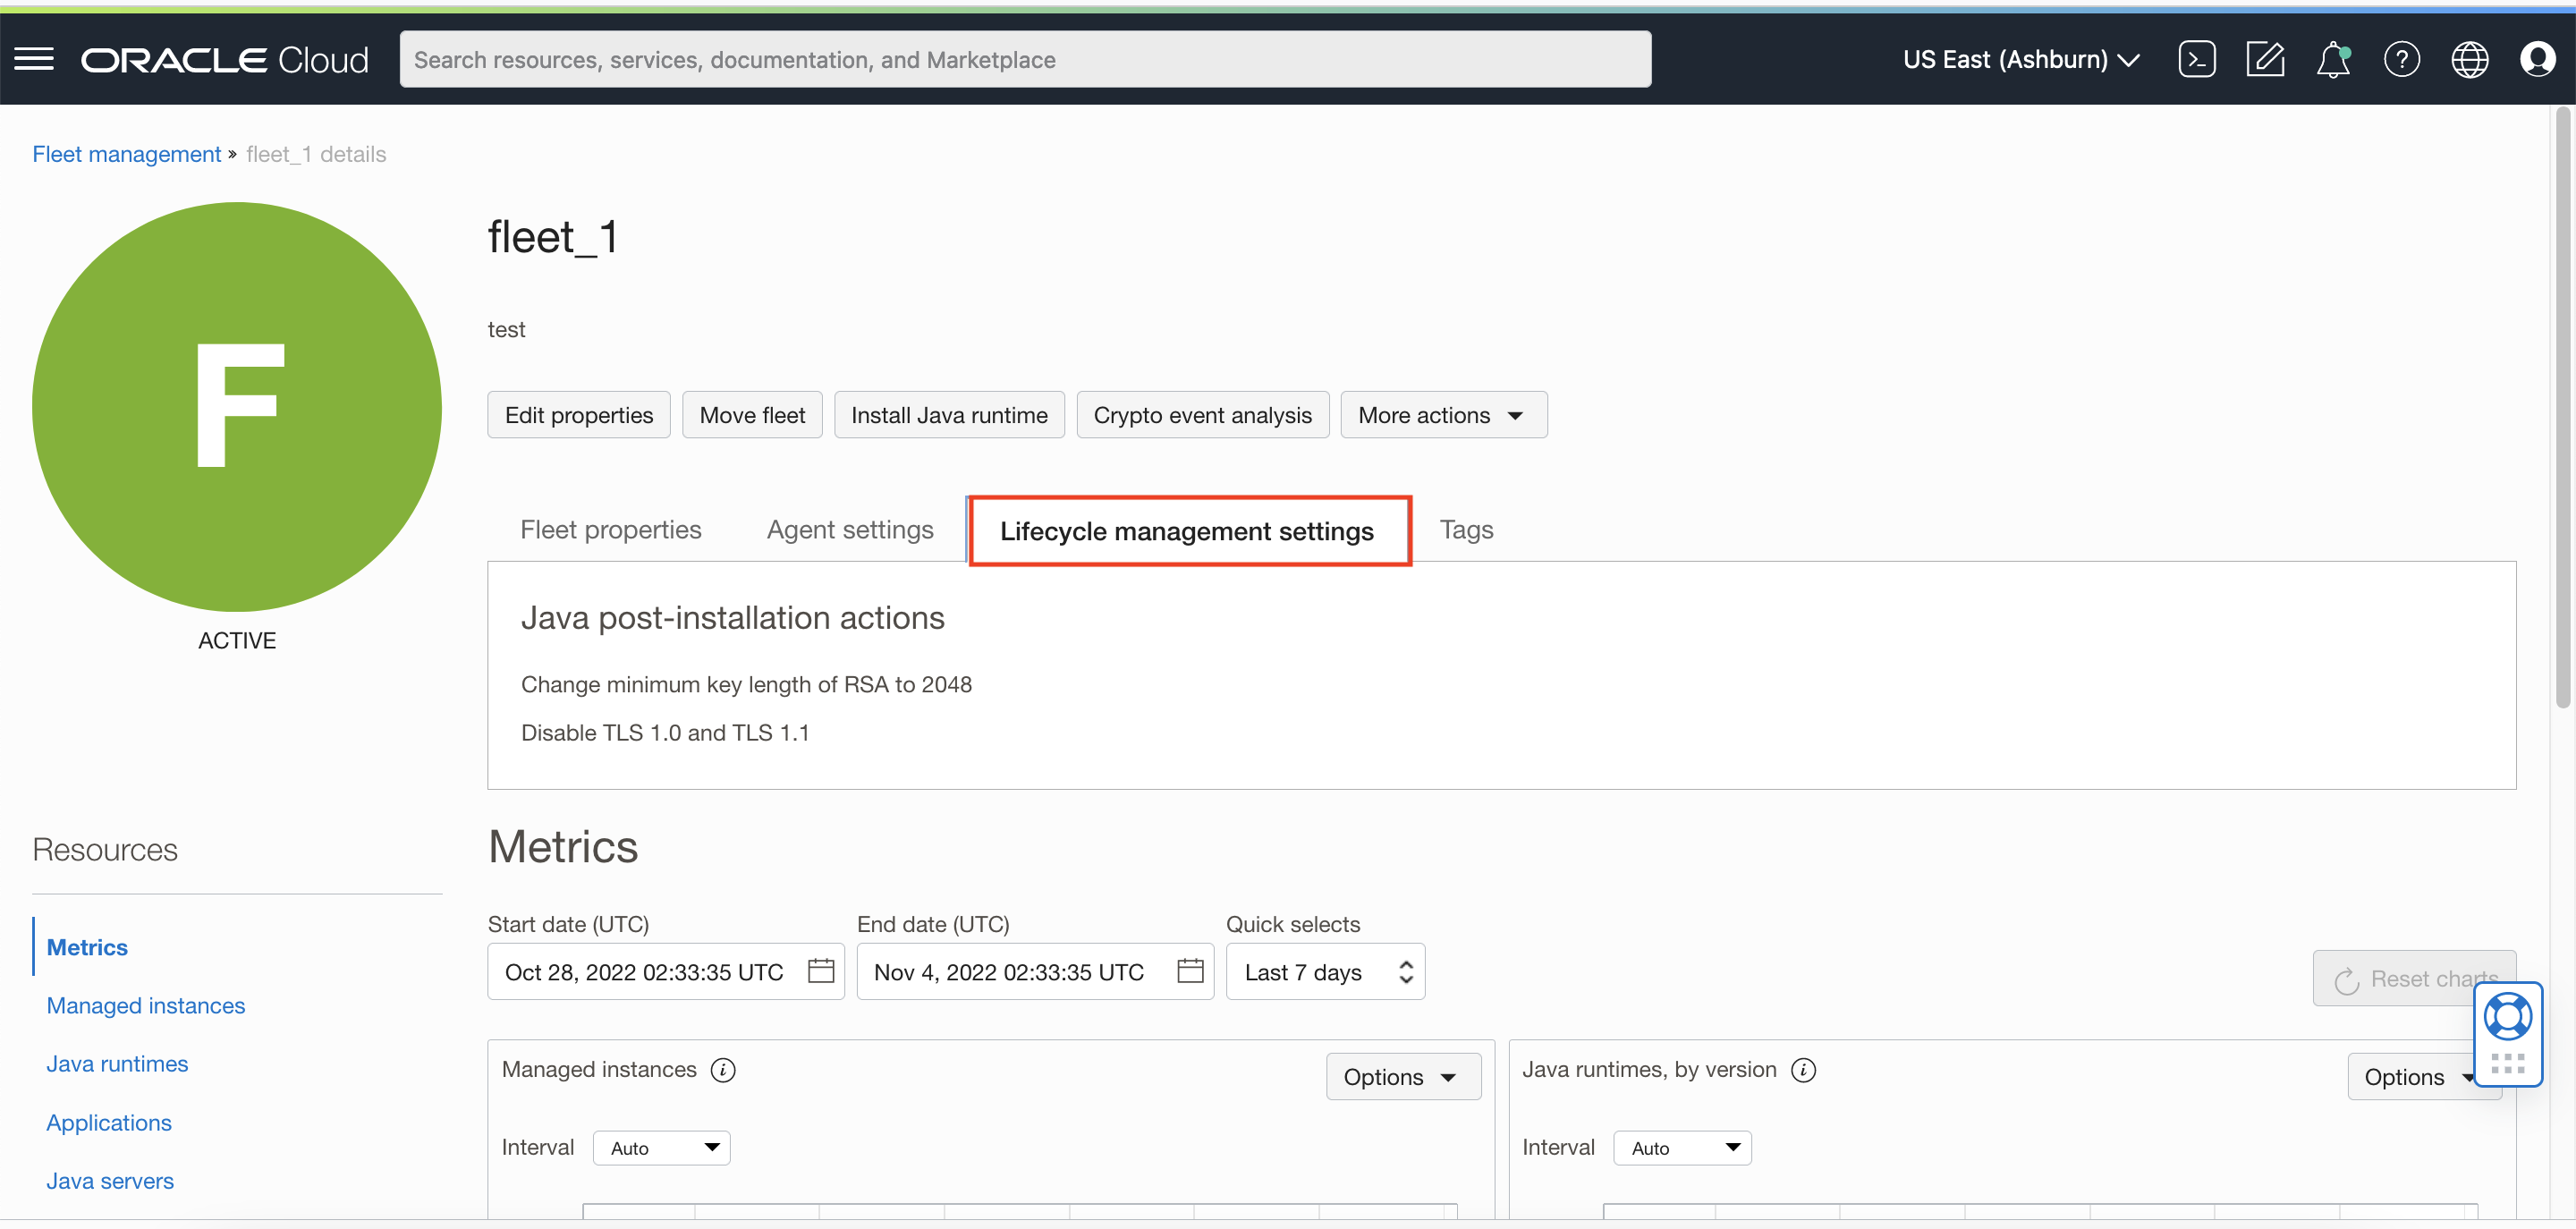 ORACLE Cloud
Search resources, services, documentation, and Marketplace
US East (Ashburn)
Fleet management » fleet_1 details
F
ACTIVE
fleet_1
test
Edit properties
Move fleet
Install Java runtime
Crypto event analysis
More actions
Fleet properties
Agent settings
Lifecycle management settings
Tags
Java post-installation actions
Change minimum key length of RSA to 2048
Disable TLS 1.0 and TLS 1.1
Resources
Metrics
Managed instances
Java runtimes
Applications
Java servers
Metrics
Start date (UTC)
Oct 28, 2022 02:33:35 UTC
End date (UTC)
Nov 4, 2022 02:33:35 UTC
Quick selects
Last 7 days
Reset charts
Managed instances
Options
Interval
Auto
Java runtimes, by version
Options
Interval
Auto